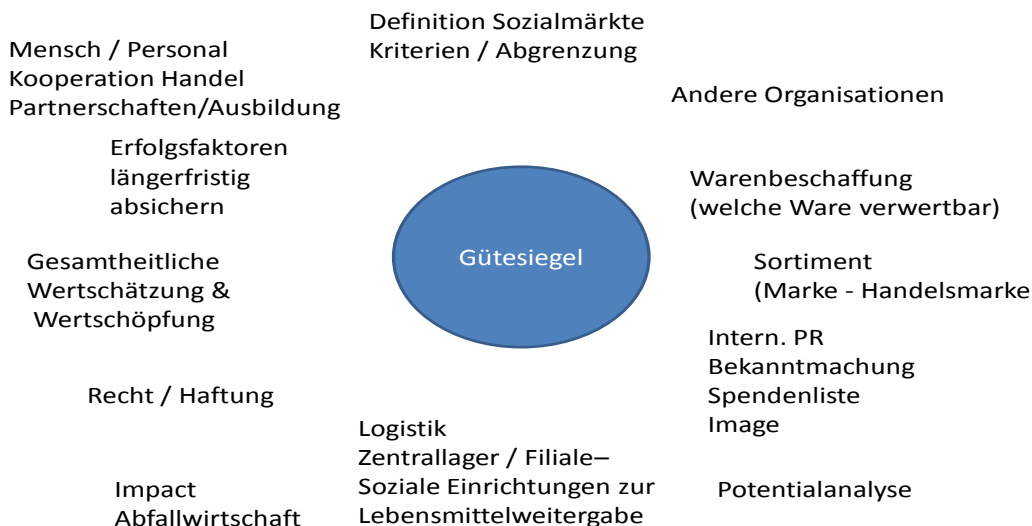 Definition Sozialmärkte
Kriterien / Abgrenzung
Mensch / Personal
Kooperation Handel
Partnerschaften/Ausbildung
Andere Organisationen
Erfolgsfaktoren
längerfristig
absichern
Warenbeschaffung
(welche Ware verwertbar)
Gütesiegel
Gesamtheitliche
Wertschätzung &
Wertschöpfung
Sortiment
(Marke - Handelsmarke
Intern. PR
Bekanntmachung
Spendenliste
Image
Recht / Haftung
Logistik
Zentrallager / Filiale–
Soziale Einrichtungen zur
Lebensmittelweitergabe
Impact
Abfallwirtschaft
Potentialanalyse